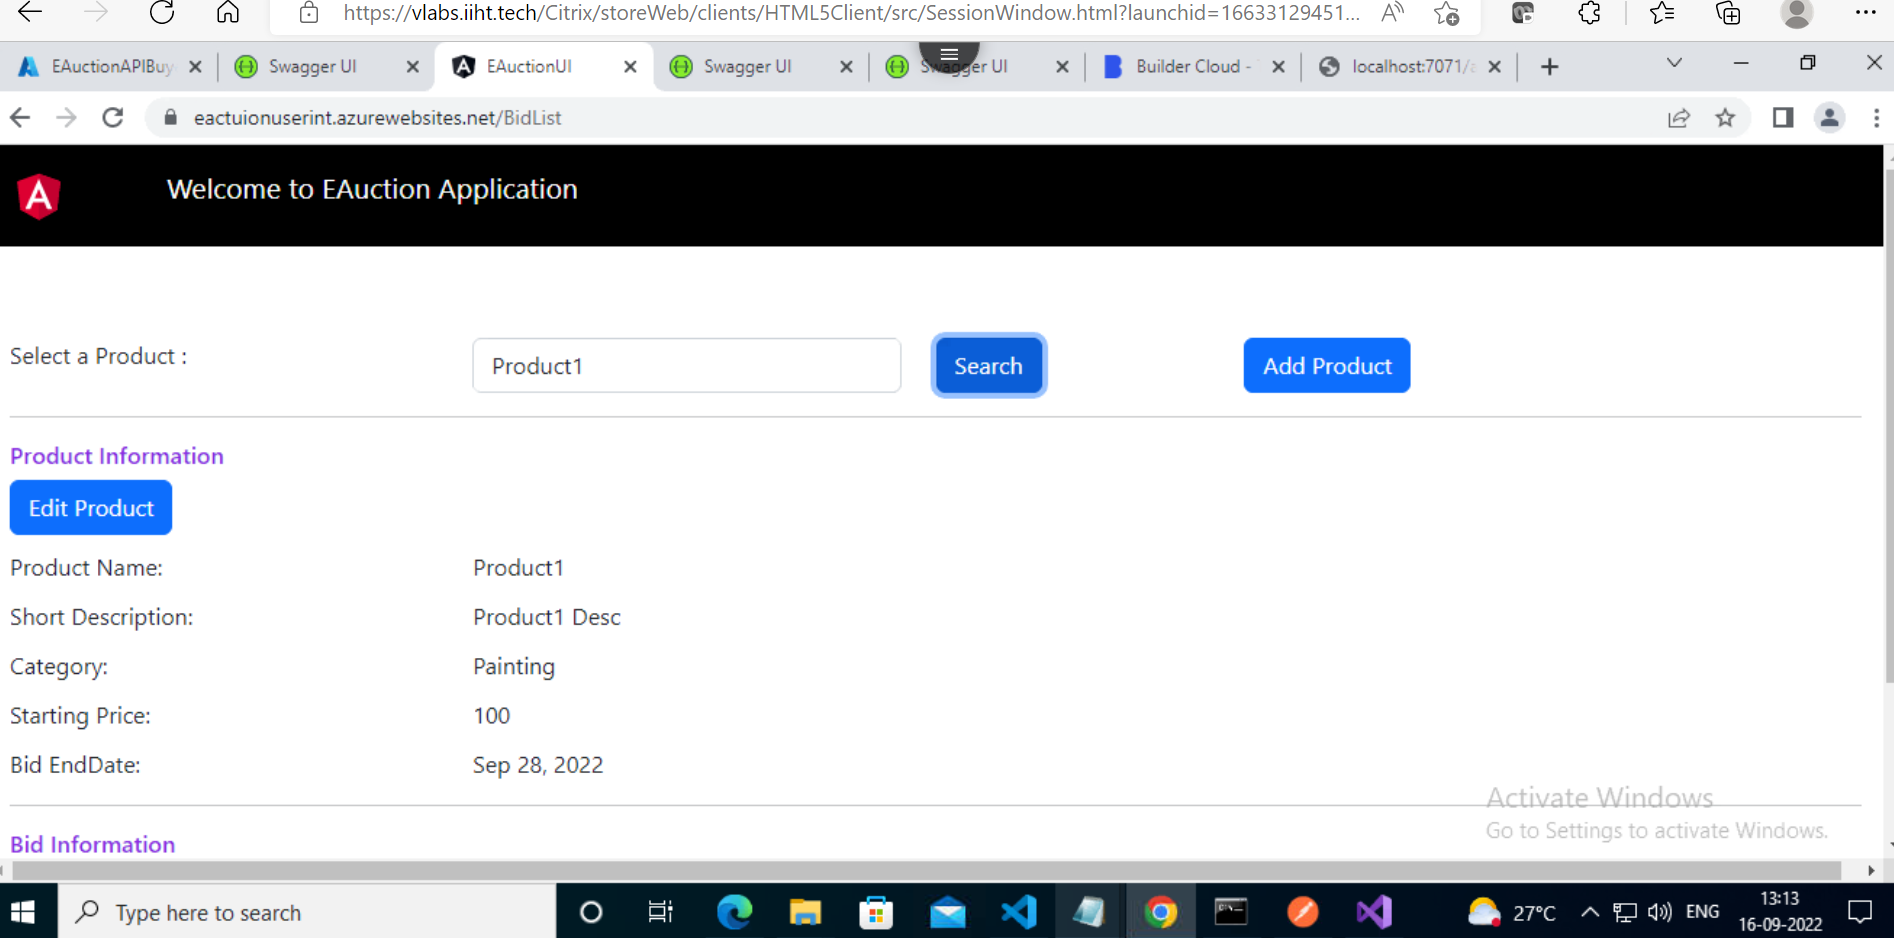 https://vlabs.iiht.tech/Citrix/storeWeb/clients/HTML5Client/src/SessionWindow.html?launchid=16633129451...
EAuctionAPIBuy
Swagger UI
EAuctionUI
Swagger UI
Swagger UI
Builder Cloud -
localhost:7071/a
eactuionuserint.azurewebsites.net/BidList
Welcome to EAuction Application
Select a Product :
Product1
Search
Add Product
Product Information
Edit Product
Product Name:
Product1
Short Description:
Product1 Desc
Category:
Painting
Starting Price:
100
Bid EndDate:
Sep 28, 2022
Activate Windows
Go to Settings to activate Windows.
Bid Information
Type here to search
27°C
ENG
13:13
16-09-2022